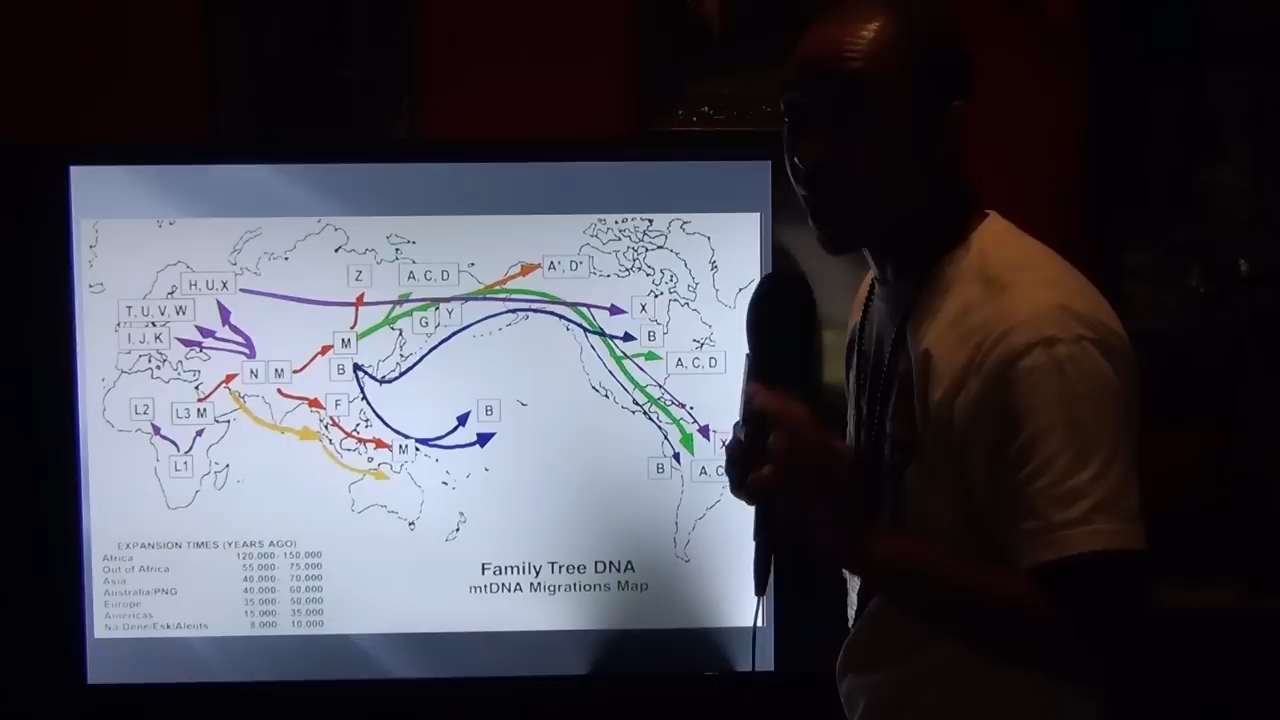 Z
A, C, D
A*, D*
H, U, X
X
T, U, V, W
G
Y
B
I, J, K
M
A, C, D
N
M
B
L2
L3 M
F
B
M
X
L1
B
A, C
EXPANSION TIMES (YEARS AGO)
Africa 120,000- 150,000
Out of Africa 55,000- 75,000
Asia 40,000- 70,000
Australia/PNG 40,000- 60,000
Europe 35,000- 50,000
Americas 15,000- 35,000
Na-Dene/Esk/Aleuts 8,000- 10,000
Family Tree DNA
mtDNA Migrations Map